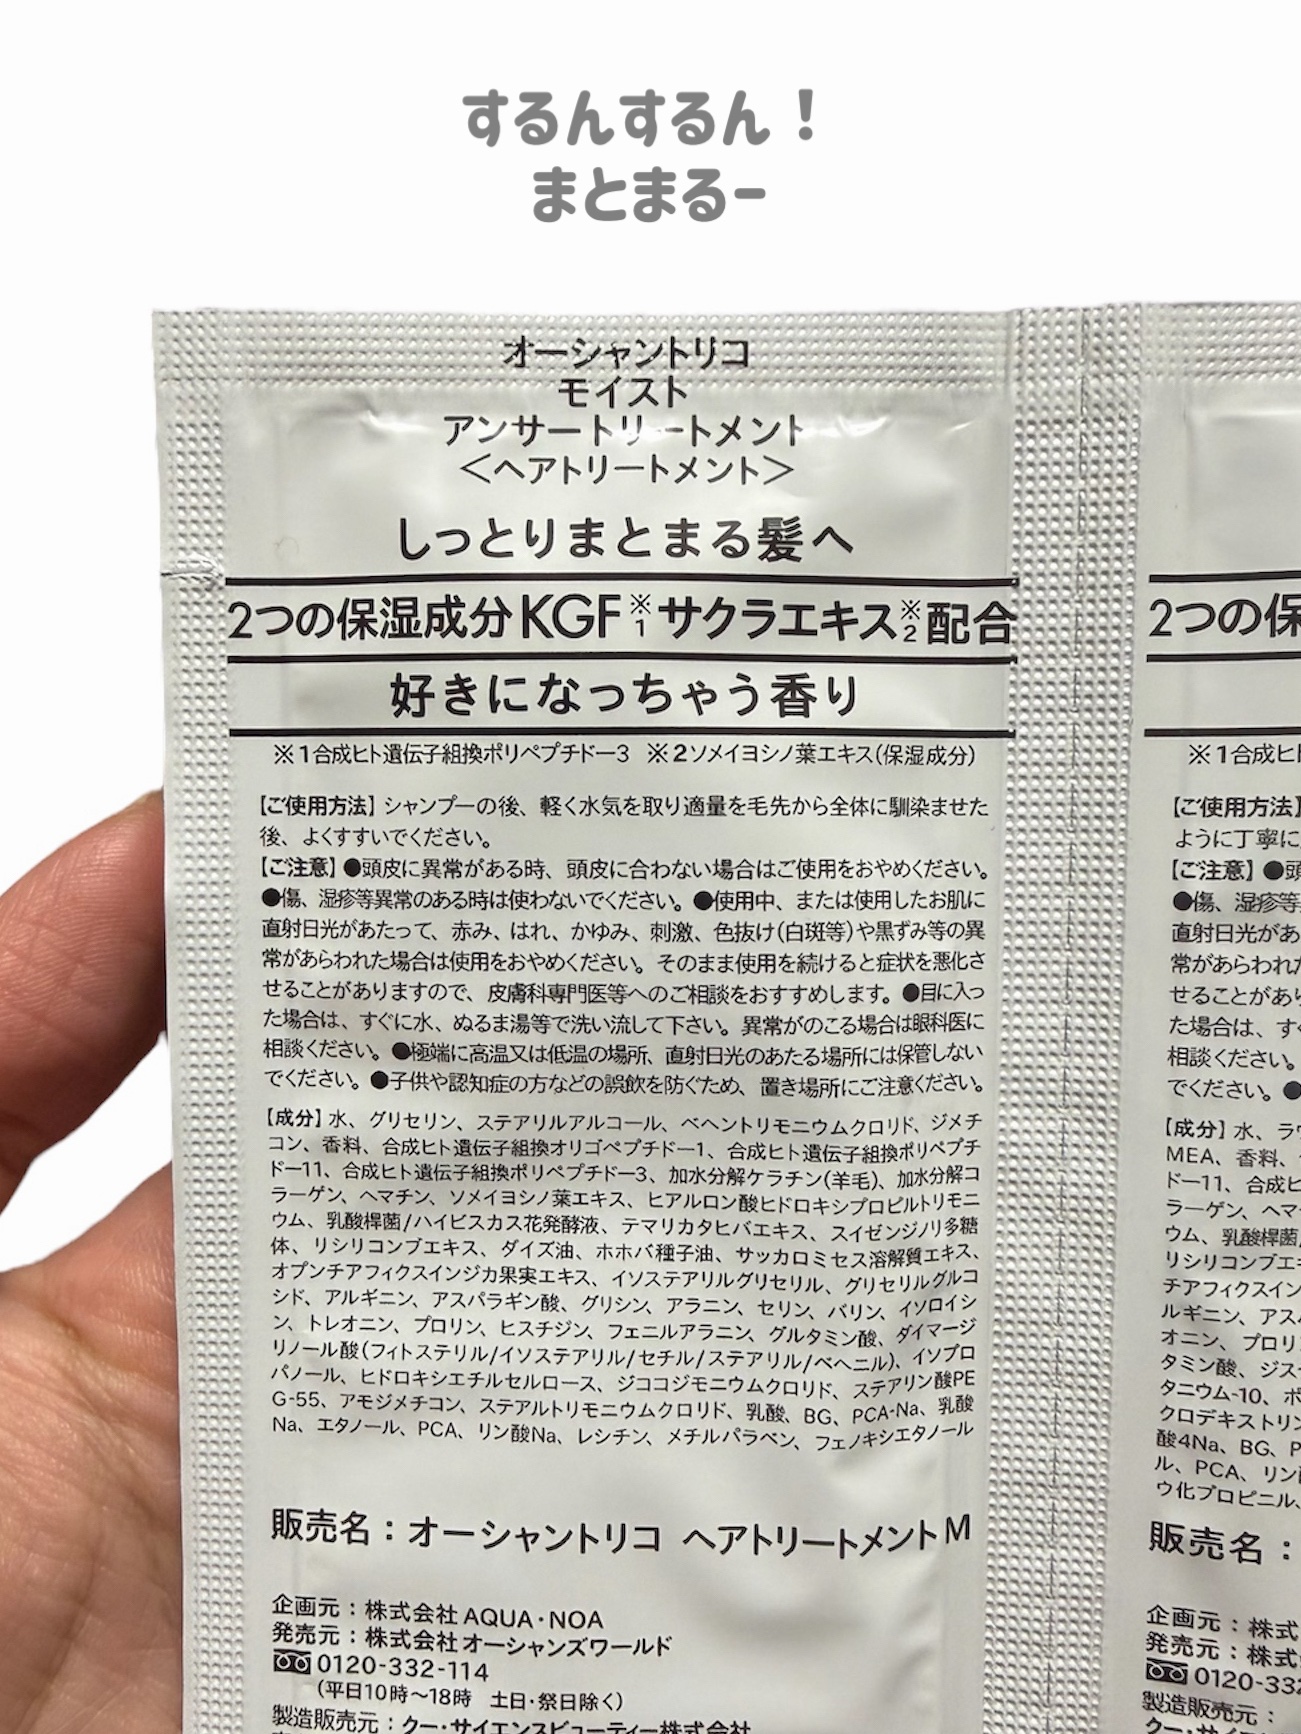 するんするん！
まとまるー
オーシャントリコ
モイスト
アンサートリートメント
＜ヘアトリートメント＞
しっとりまとまる髪へ
2つの保湿成分KGF※1サクラエキス※2配合
好きになっちゃう香り
※1合成ヒト遺伝子組換ポリペプチドー3 ※2ソメイヨシノ葉エキス(保湿成分)
【ご使用方法】シャンプーの後、軽く水気を取り適量を毛先から全体に馴染ませた
後、よくすすいでください。
【ご注意】●頭皮に異常がある時、頭皮に合わない場合はご使用をおやめください。
●傷、湿疹等異常のある時は使わないでください。●使用中、または使用したお肌に
直射日光があたって、赤み、はれ、かゆみ、刺激、色抜け(白斑等)や黒ずみ等の異
常があらわれた場合は使用をおやめください。そのまま使用を続けると症状を悪化さ
せることがありますので、皮膚科専門医等へのご相談をおすすめします。●目に入っ
た場合は、すぐに水、ぬるま湯等で洗い流して下さい。異常がのこる場合は眼科医に
相談ください。●極端に高温又は低温の場所、直射日光のあたる場所には保管しない
でください。●子供や認知症の方などの誤飲を防ぐため、置き場所にご注意ください。
【成分】水、グリセリン、ステアリルアルコール、ベヘントリモニウムクロリド、ジメチ
コン、香料、合成ヒト遺伝子組換オリゴペプチドー1、合成ヒト遺伝子組換ポリペプチ
ドー11、合成ヒト遺伝子組換ポリペプチドー3、加水分解ケラチン(羊毛)、加水分解コ
ラーゲン、ヘマチン、ソメイヨシノ葉エキス、ヒアルロン酸ヒドロキシプロピルトリモニ
ウム、乳酸桿菌/ハイビスカス花発酵液、テマリカタヒバエキス、スイゼンジノリ多糖
体、リシリコンブエキス、ダイズ油、ホホバ種子油、サッカロミセス溶解質エキス、
オプンチアフィクスインジカ果実エキス、イソステアリルグリセリル、グリセリルグルコ
シド、アルギニン、アスパラギン酸、グリシン、アラニン、セリン、バリン、イソロイシ
ン、トレオニン、プロリン、ヒスチジン、フェニルアラニン、グルタミン酸、ダイマージ
リノール酸(フィトステリル/イソステアリル/セチル/ステアリル/ベヘニル)、イソプロ
パノール、ヒドロキシエチルセルロース、ジココジモニウムクロリド、ステアリン酸PE
G-55、アモジメチコン、ステアルトリモニウムクロリド、乳酸、BG、PCA-Na、乳酸
Na、エタノール、PCA、リン酸Na、レシチン、メチルパラベン、フェノキシエタノール
販売名：オーシャントリコ ヘアトリートメントM
企画元：株式会社AQUA・NOA
発売元：株式会社オーシャンズワールド
0120-332-114
(平日10時〜18時 土日・祭日除く)
製造販売元：クー・サイエンスビューティー株式会社
2つの保
※1合成ヒ
【ご使用方法】
ように丁寧に
【ご注意】●頭
●傷、湿疹等
直射日光があ
常があらわれた
せることがあり
た場合は、す
相談ください。
でください。●
【成分】水、ラウ
MEA、香料、
ドー11、合成ヒ
ラーゲン、ヘマ
ウム、乳酸桿菌
リシリコンブエ
チアフィクスイン
ルギニン、アス
オニン、プロリ
タミン酸、ジス
タニウム-10、ポ
クロデキストリン
酸4Na、BG、P
ル、PCA、リン
ウ化プロピニル、
販売名：
企画元：株式
発売元：株式
0120-332
製造販売元：